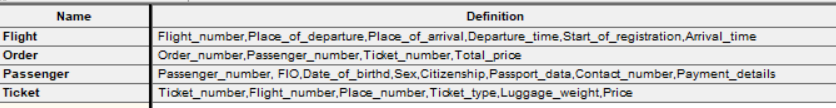 Name Definition
Flight Flight_number,Place_of_departure,Place_of_arrival,Departure_time,Start_of_registration,Arrival_time
Order Order_number,Passenger_number,Ticket_number,Total_price
Passenger Passenger_number, FIO,Date_of_birthd,Sex,Citizenship,Passport_data,Contact_number,Payment_details
Ticket Ticket_number,Flight_number,Place_number,Ticket_type,Luggage_weight,Price